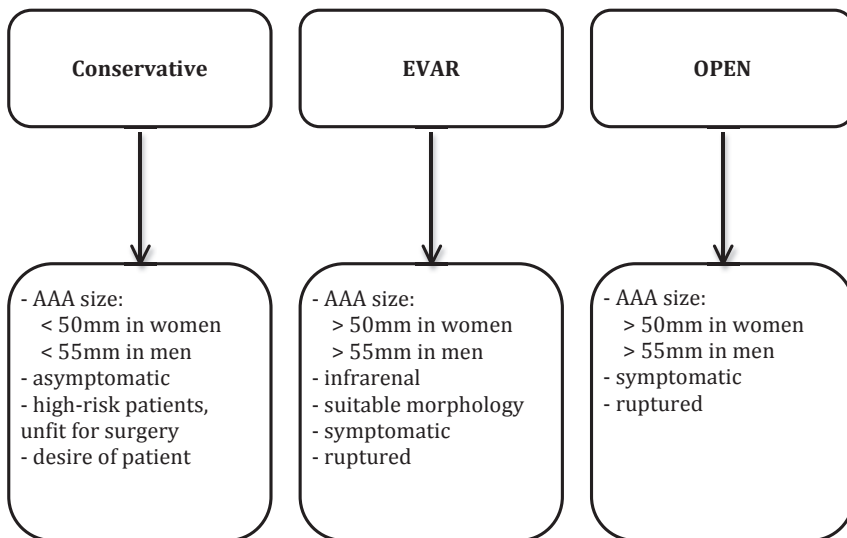 Conservative
EVAR
OPEN
- AAA size:
< 50mm in women
< 55mm in men
- asymptomatic
- high-risk patients,
unfit for surgery
- desire of patient
- AAA size:
> 50mm in women
> 55mm in men
- infrarenal
- suitable morphology
- symptomatic
- ruptured
- AAA size:
> 50mm in women
> 55mm in men
- symptomatic
- ruptured